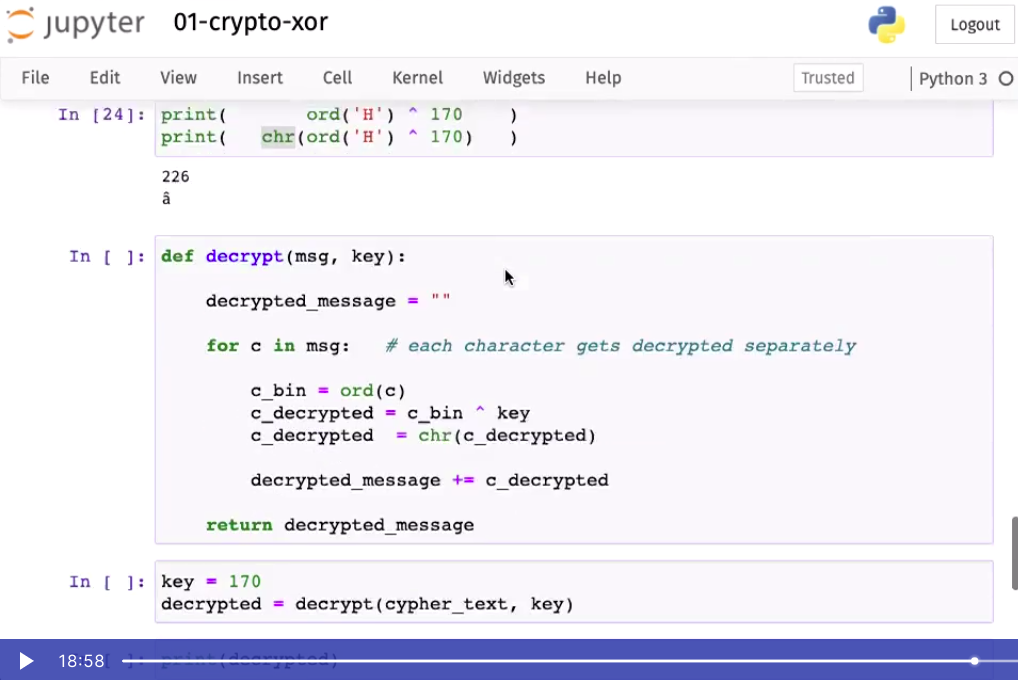 jupyter 01-crypto-xor Logout
File Edit View Insert Cell Kernel Widgets Help Trusted Python 3
In [24]: print( ord('H') ^ 170 )
print( chr(ord('H') ^ 170) )
226
â
In [ ]: def decrypt(msg, key):
decrypted_message = ""
for c in msg: # each character gets decrypted separately
c_bin = ord(c)
c_decrypted = c_bin ^ key
c_decrypted = chr(c_decrypted)
decrypted_message += c_decrypted
return decrypted_message
In [ ]: key = 170
decrypted = decrypt(cypher_text, key)
18:58 ]: print(decrypted)